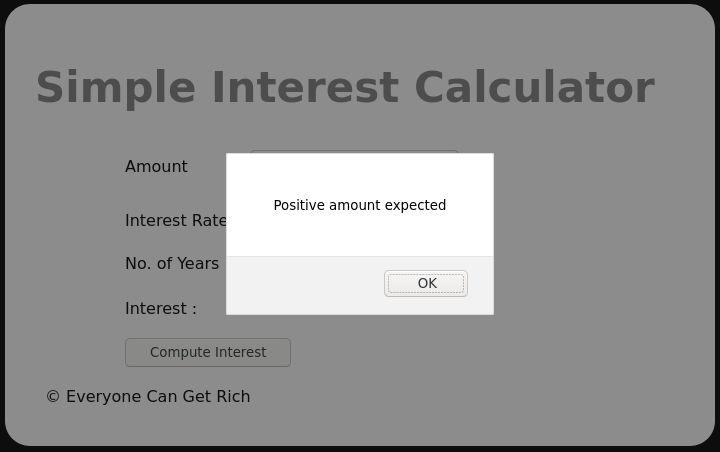 Simple Interest Calculator
Amount
Positive amount expected
Interest Rate
No. of Years
OK
Interest :
Compute Interest
© Everyone Can Get Rich